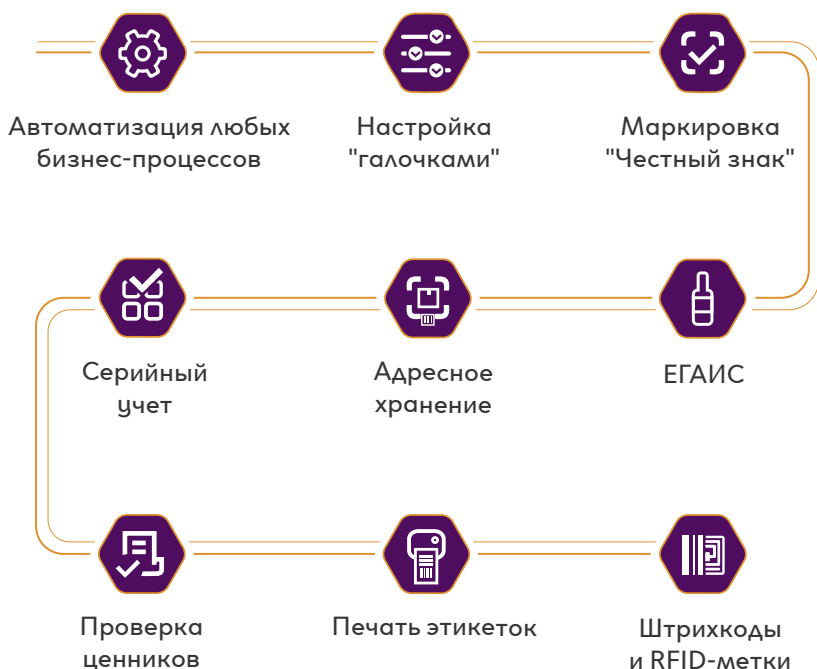 Автоматизация любых
бизнес-процессов
Настройка
"галочками"
Маркировка
"Честный знак"
Серийный
учет
Адресное
хранение
ЕГАИС
Проверка
ценников
Печать этикеток
Штрихкоды
и RFID-метки